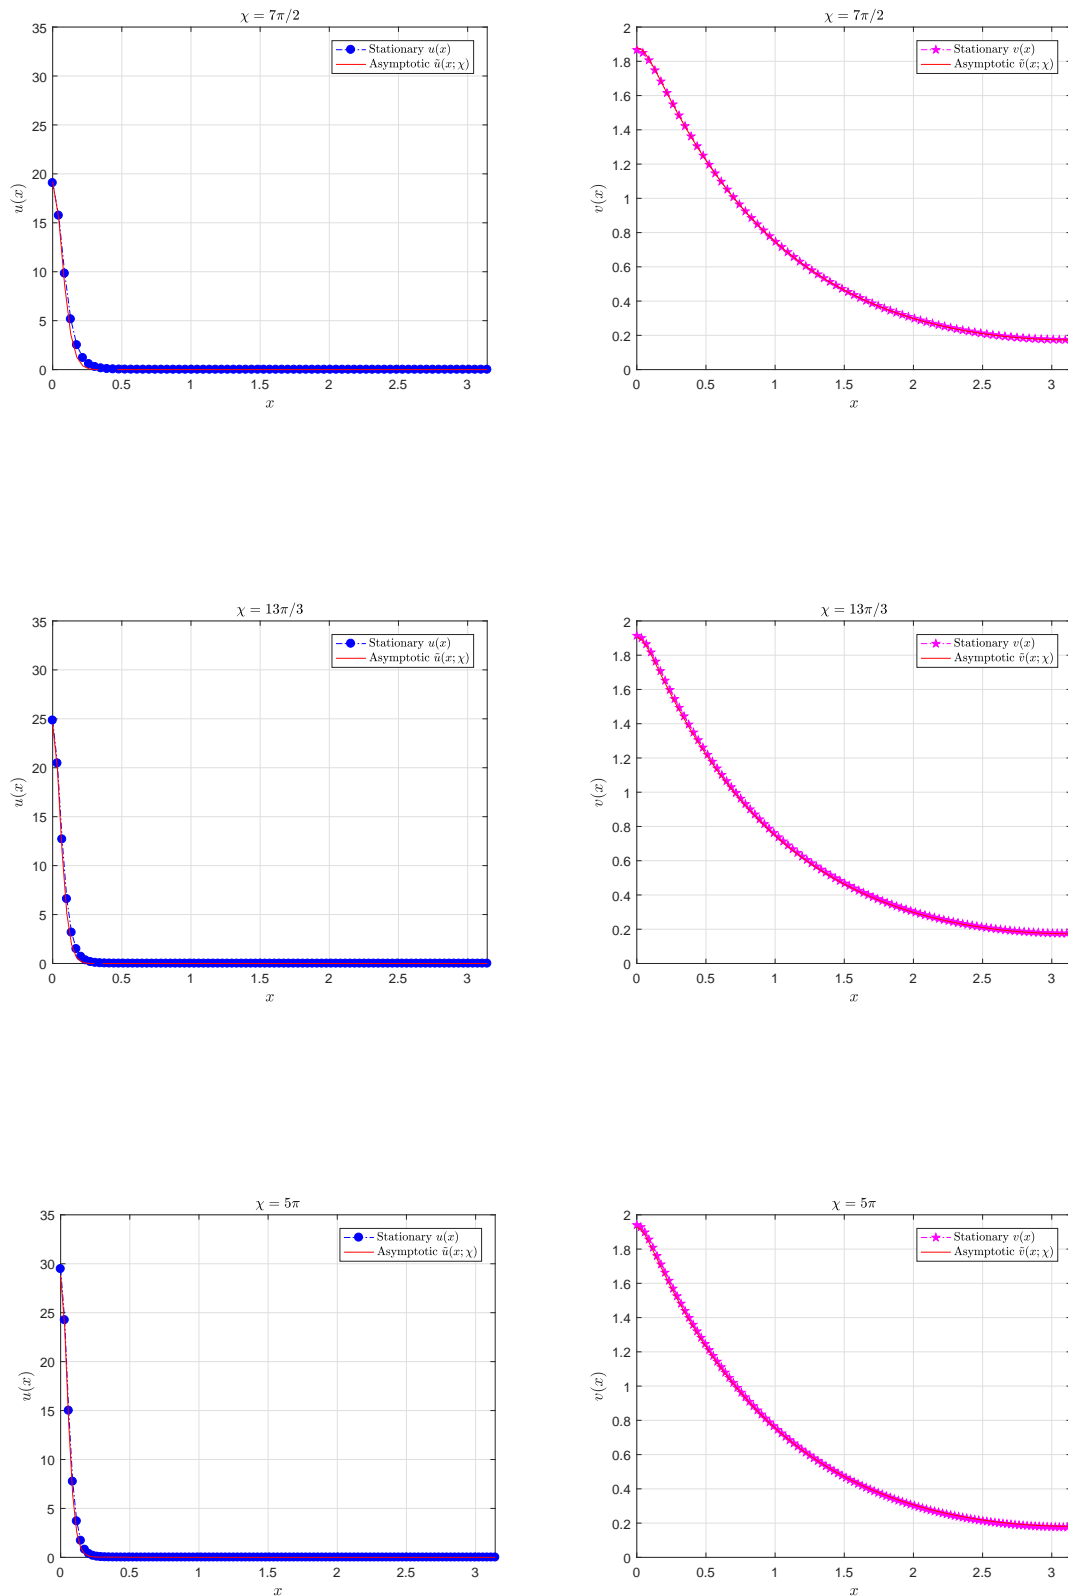 χ = 7π/2
35
30
25
20
15
10
5
0
u(x)
0 0.5 1 1.5 2 2.5 3
x
Stationary u(x)
Asymptotic ũ(x; χ)
χ = 7π/2
2
1.8
1.6
1.4
1.2
1
0.8
0.6
0.4
0.2
0
v(x)
0 0.5 1 1.5 2 2.5 3
x
Stationary v(x)
Asymptotic ṽ(x; χ)
χ = 13π/3
35
30
25
20
15
10
5
0
u(x)
0 0.5 1 1.5 2 2.5 3
x
Stationary u(x)
Asymptotic ũ(x; χ)
χ = 13π/3
2
1.8
1.6
1.4
1.2
1
0.8
0.6
0.4
0.2
0
v(x)
0 0.5 1 1.5 2 2.5 3
x
Stationary v(x)
Asymptotic ṽ(x; χ)
χ = 5π
35
30
25
20
15
10
5
0
u(x)
0 0.5 1 1.5 2 2.5 3
x
Stationary u(x)
Asymptotic ũ(x; χ)
χ = 5π
2
1.8
1.6
1.4
1.2
1
0.8
0.6
0.4
0.2
0
v(x)
0 0.5 1 1.5 2 2.5 3
x
Stationary v(x)
Asymptotic ṽ(x; χ)